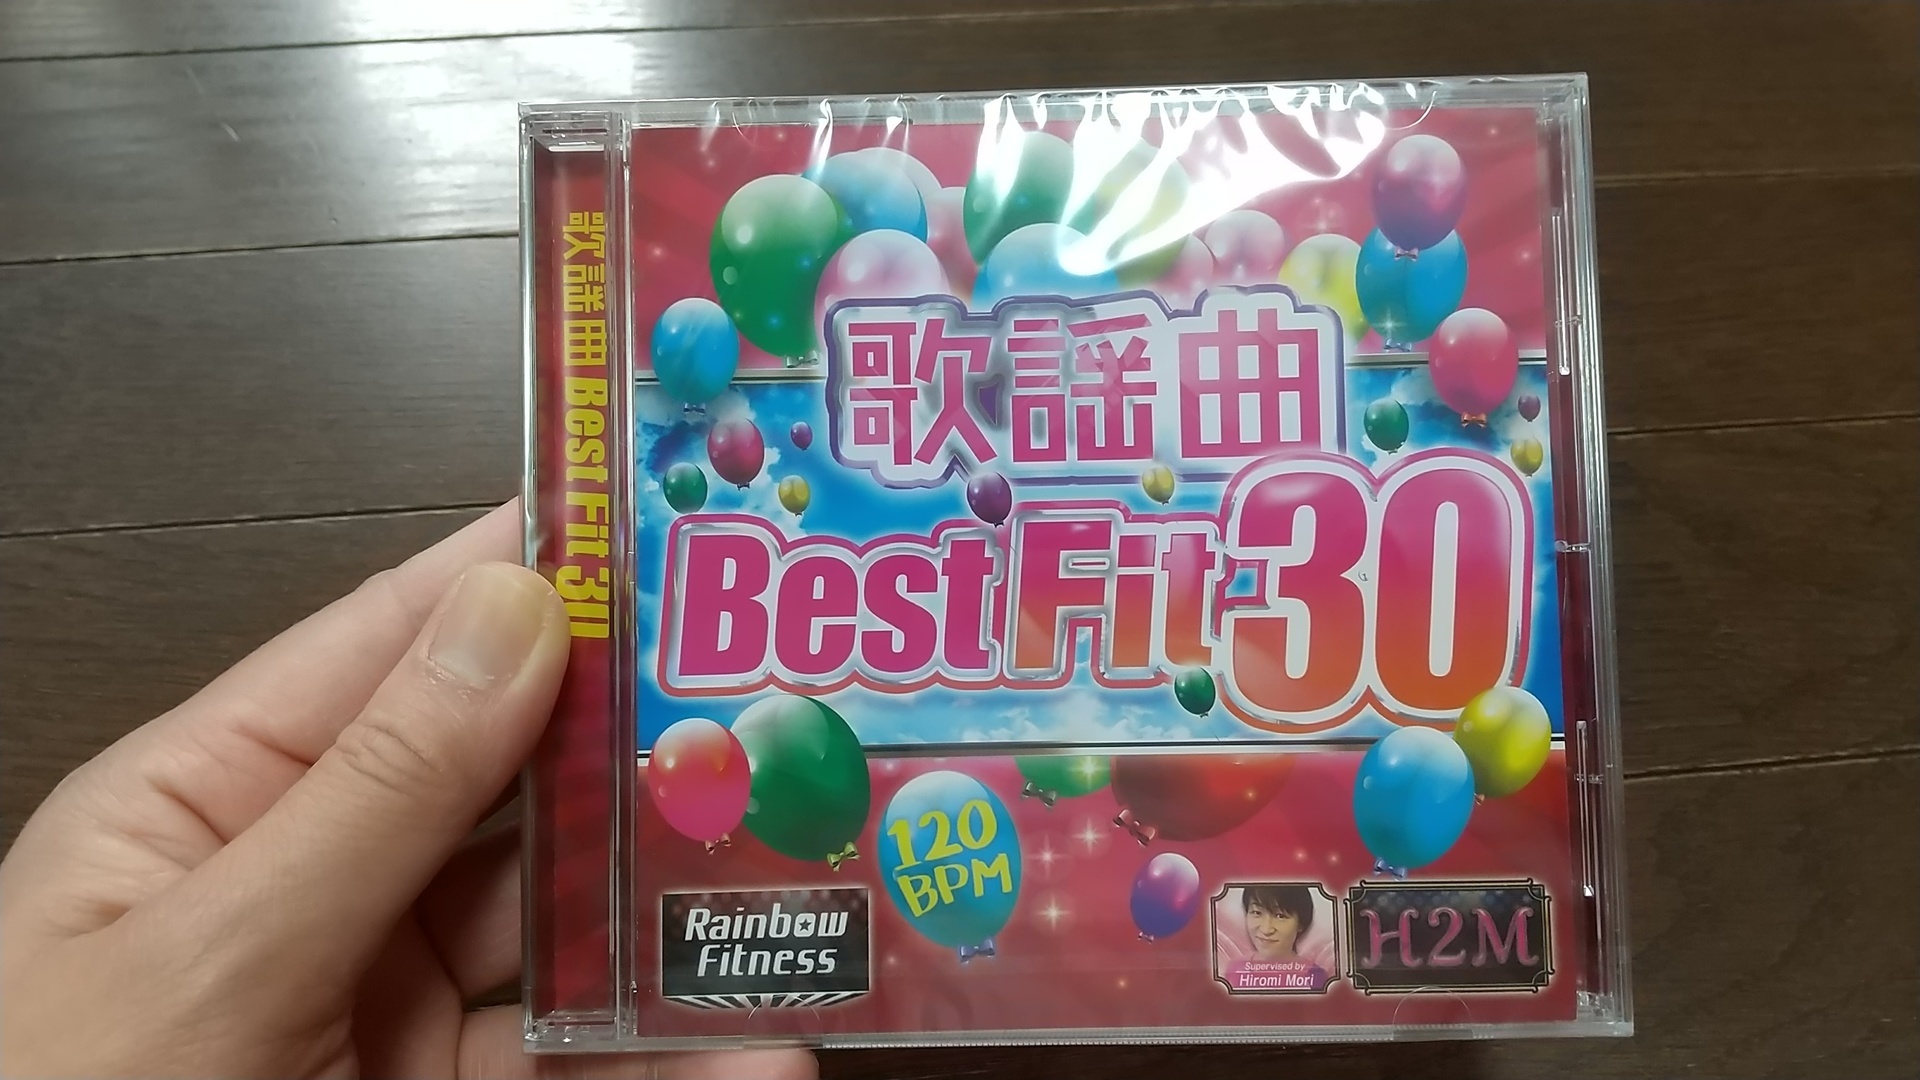 歌謡曲 Best Fit 30
歌謡曲
Best Fit 30
120
BPM
Rainbow
Fitness
Supervised by
Hiromi Mori
H2M